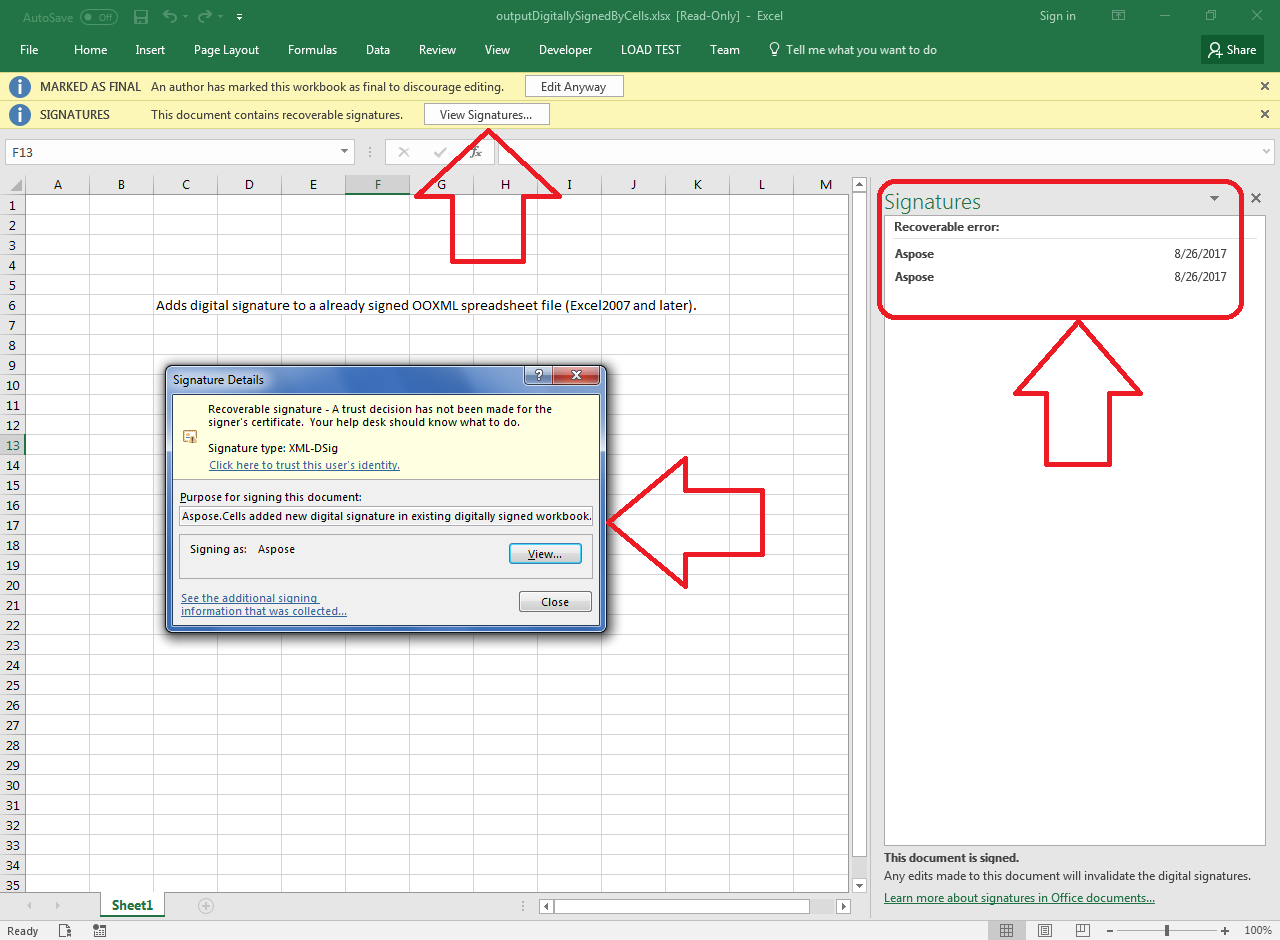 AutoSave Off outputDigitallySignedByCells.xlsx [Read-Only] - Excel Sign in
File Home Insert Page Layout Formulas Data Review View Developer LOAD TEST Team Tell me what you want to do Share
MARKED AS FINAL An author has marked this workbook as final to discourage editing. Edit Anyway
SIGNATURES This document contains recoverable signatures. View Signatures...
F13 fx
A B C D E F G H I J K L M
1
2
3
4
5
6 Adds digital signature to a already signed OOXML spreadsheet file (Excel2007 and later).
7
8
9
10
11
12
13
14
15
16
17
18
19
20
21
22
23
24
25
26
27
28
29
30
31
32
33
34
35
Signature Details
Recoverable signature - A trust decision has not been made for the
signer's certificate. Your help desk should know what to do.
Signature type: XML-DSig
Click here to trust this user's identity.
Purpose for signing this document:
Aspose.Cells added new digital signature in existing digitally signed workbook.
Signing as: Aspose View...
See the additional signing
information that was collected... Close
Signatures
Recoverable error:
Aspose 8/26/2017
Aspose 8/26/2017
This document is signed.
Any edits made to this document will invalidate the digital signatures.
Learn more about signatures in Office documents...
Sheet1
Ready 100%